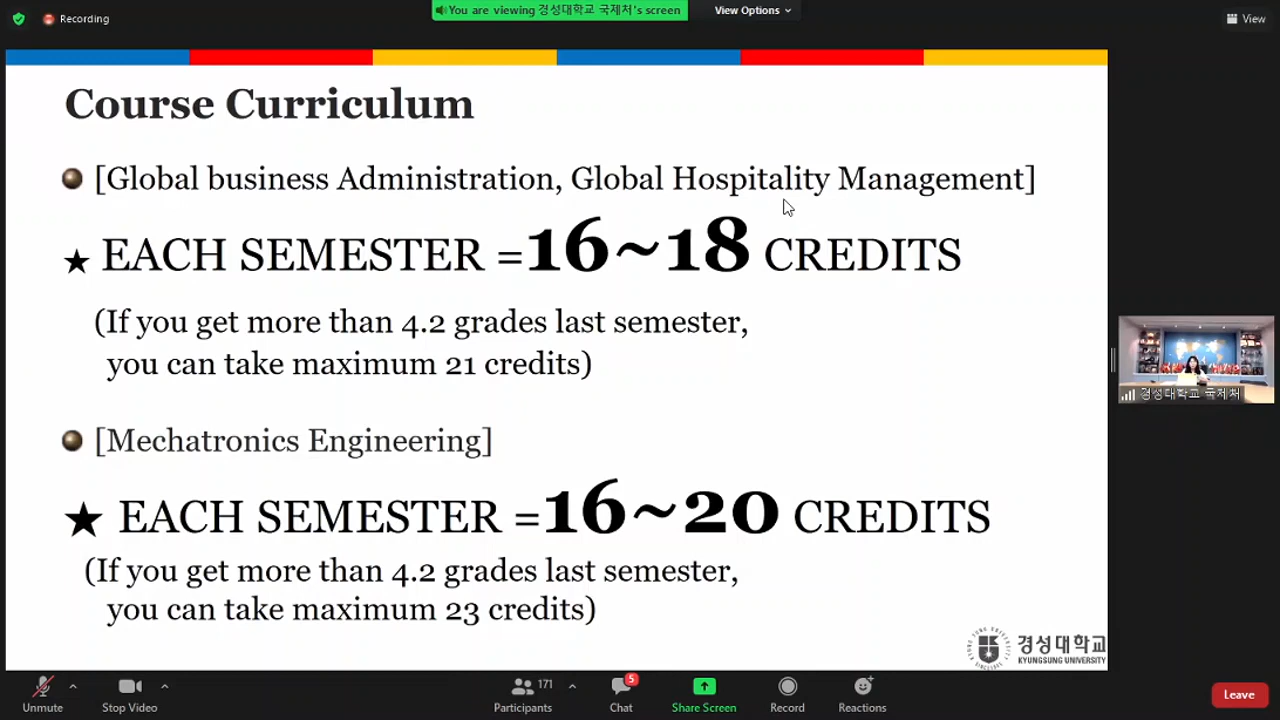 Recording
You are viewing 경성대학교 국제처's screen
View Options
View
Course Curriculum
[Global business Administration, Global Hospitality Management]
★ EACH SEMESTER =16~18 CREDITS
(If you get more than 4.2 grades last semester,
you can take maximum 21 credits)
[Mechatronics Engineering]
★ EACH SEMESTER =16~20 CREDITS
(If you get more than 4.2 grades last semester,
you can take maximum 23 credits)
경성대학교 국제처
경성대학교
KYUNGSUNG UNIVERSITY
Unmute
Stop Video
171
Participants
5
Chat
Share Screen
Record
Reactions
Leave